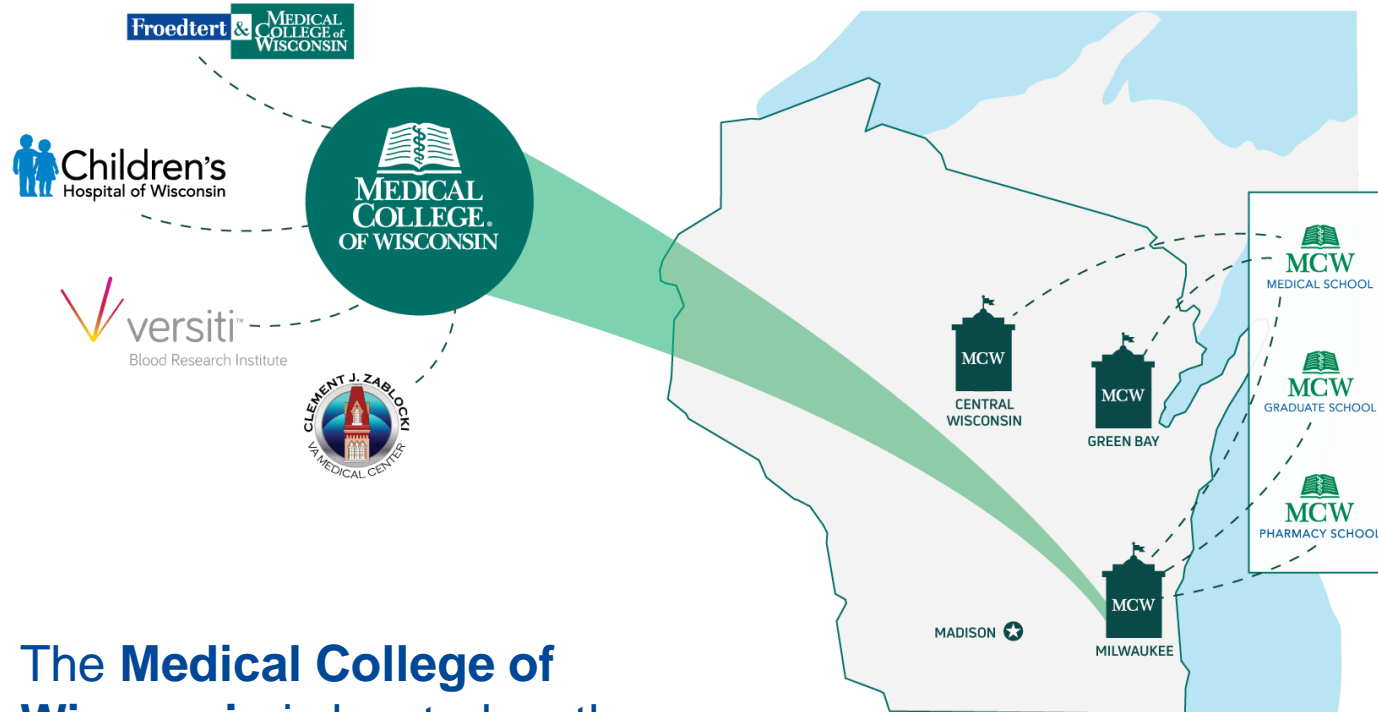 Froedtert & MEDICAL
COLLEGE of
WISCONSIN
Children's
Hospital of Wisconsin
versiti™
Blood Research Institute
CLEMENT J. ZABLOCKI
VA MEDICAL CENTER
MEDICAL
COLLEGE®
OF WISCONSIN
MCW
CENTRAL
WISCONSIN
MCW
GREEN BAY
MCW
MILWAUKEE
MADISON
MCW
MEDICAL SCHOOL
MCW
GRADUATE SCHOOL
MCW
PHARMACY SCHOOL
The Medical College of